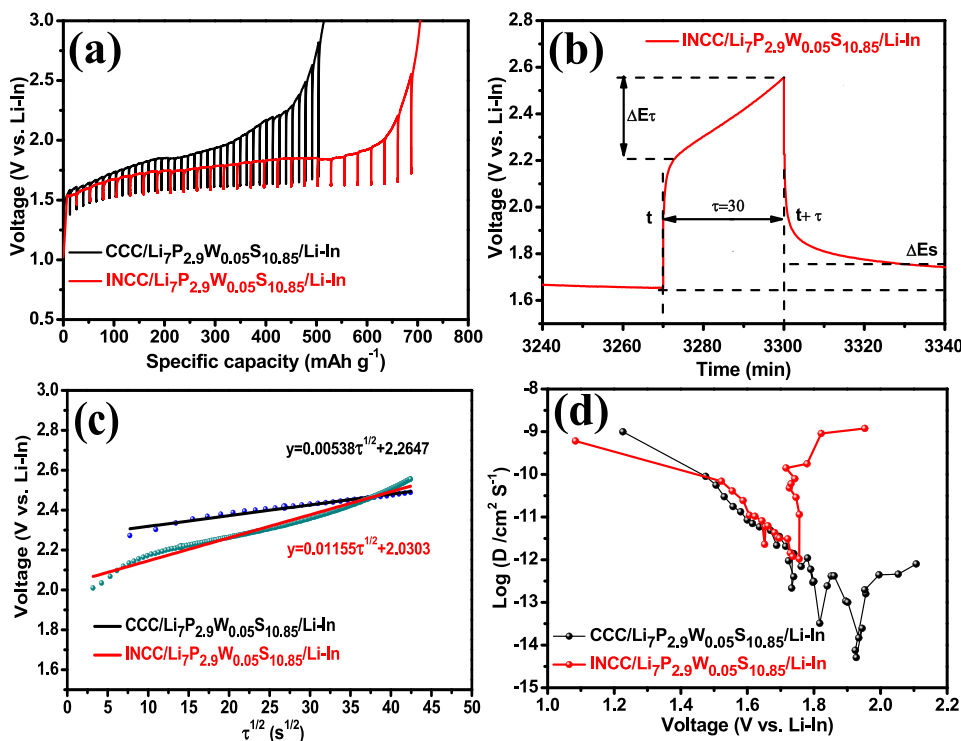 (a)
3.0
2.5
2.0
1.5
1.0
0.5
0 100 200 300 400 500 600 700 800
Voltage (V vs. Li-In)
Specific capacity (mAh g⁻¹)
CCC/Li₇P₂.₉W₀.₀₅S₁₀.₈₅/Li-In
INCC/Li₇P₂.₉W₀.₀₅S₁₀.₈₅/Li-In
(b)
INCC/Li₇P₂.₉W₀.₀₅S₁₀.₈₅/Li-In
2.8
2.6
2.4
2.2
2.0
1.8
1.6
3240 3260 3280 3300 3320 3340
Voltage (V vs. Li-In)
Time (min)
ΔEτ
t
τ=30
t+ τ
ΔEs
(c)
3.0
2.7
2.4
2.1
1.8
1.5
0 5 10 15 20 25 30 35 40 45 50
Voltage (V vs. Li-In)
τ¹/² (s¹/²)
y=0.00538τ¹/²+2.2647
y=0.01155τ¹/²+2.0303
CCC/Li₇P₂.₉W₀.₀₅S₁₀.₈₅/Li-In
INCC/Li₇P₂.₉W₀.₀₅S₁₀.₈₅/Li-In
(d)
-8
-9
-10
-11
-12
-13
-14
-15
1.0 1.2 1.4 1.6 1.8 2.0 2.2
Log (D /cm² S⁻¹)
Voltage (V vs. Li-In)
CCC/Li₇P₂.₉W₀.₀₅S₁₀.₈₅/Li-In
INCC/Li₇P₂.₉W₀.₀₅S₁₀.₈₅/Li-In